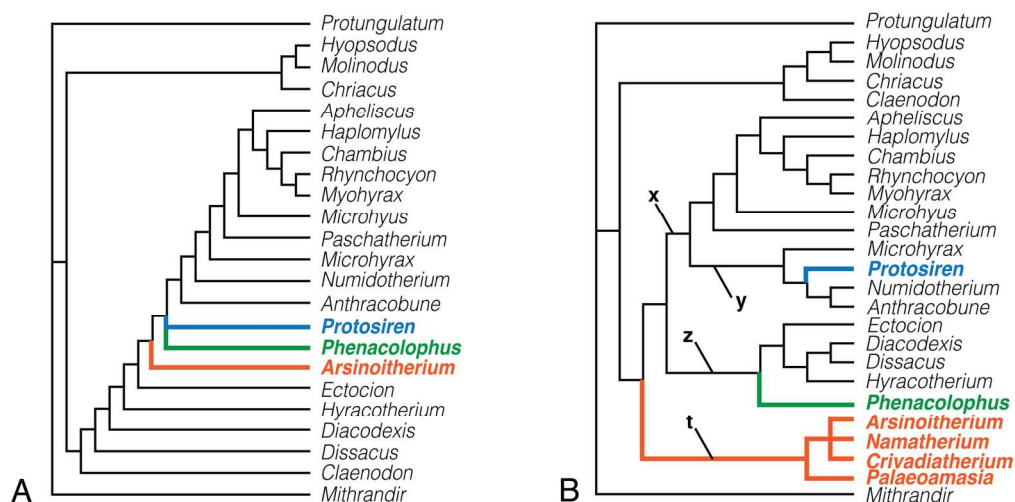 Protungulatum
Hyopsodus
Molinodus
Chriacus
Apheliscus
Haplomylus
Chambius
Rhynchocyon
Myohyrax
Microhyus
Paschatherium
Microhyrax
Numidotherium
Anthracobune
Protosiren
Phenacolophus
Arsinoitherium
Ectocion
Hyracotherium
Diacodexis
Dissacus
Claenodon
Mithrandir
A
Protungulatum
Hyopsodus
Molinodus
Chriacus
Claenodon
Apheliscus
Haplomylus
Chambius
Rhynchocyon
Myohyrax
Microhyus
Paschatherium
Microhyrax
Protosiren
Numidotherium
Anthracobune
Ectocion
Diacodexis
Dissacus
Hyracotherium
Phenacolophus
Arsinoitherium
Namatherium
Crivadiatherium
Palaeoamasia
Mithrandir
x
y
z
t
B